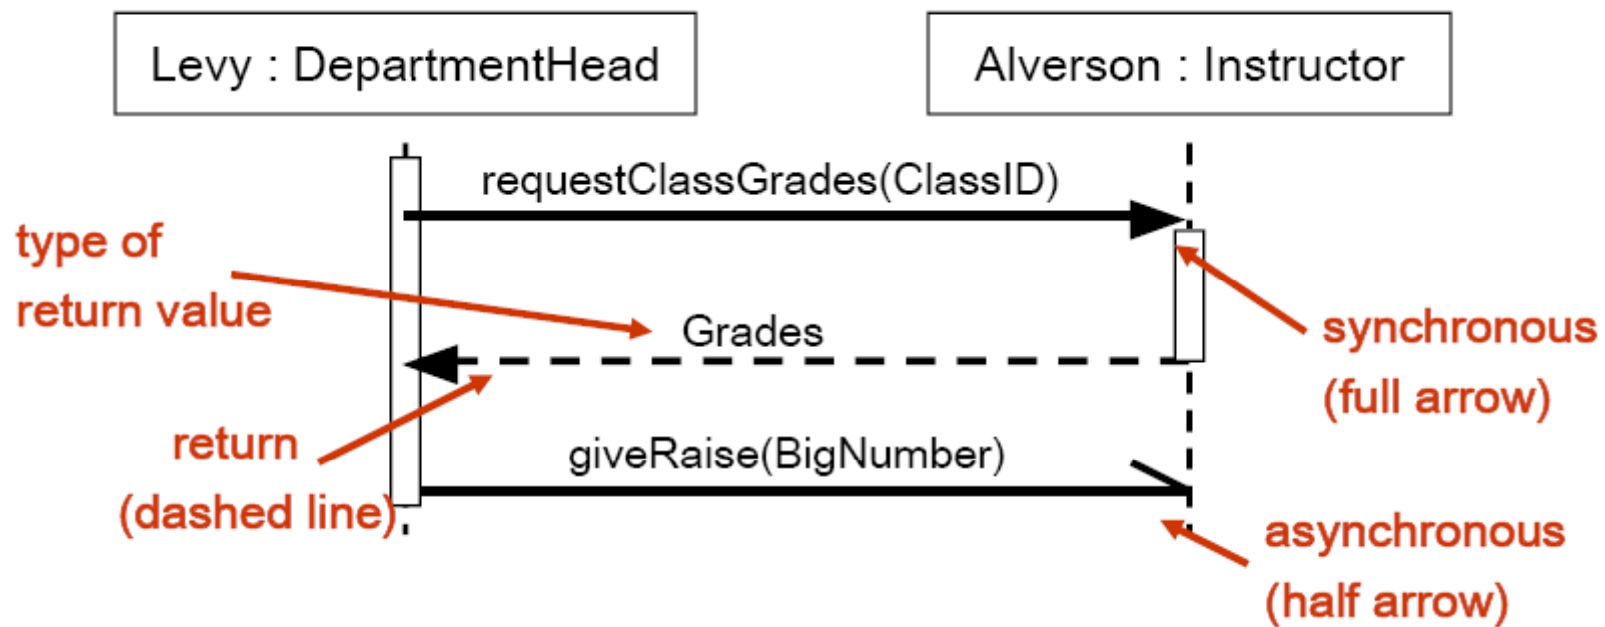 Levy : DepartmentHead
Alverson : Instructor
requestClassGrades(ClassID)
type of
return value
Grades
synchronous
(full arrow)
return
(dashed line)
giveRaise(BigNumber)
asynchronous
(half arrow)